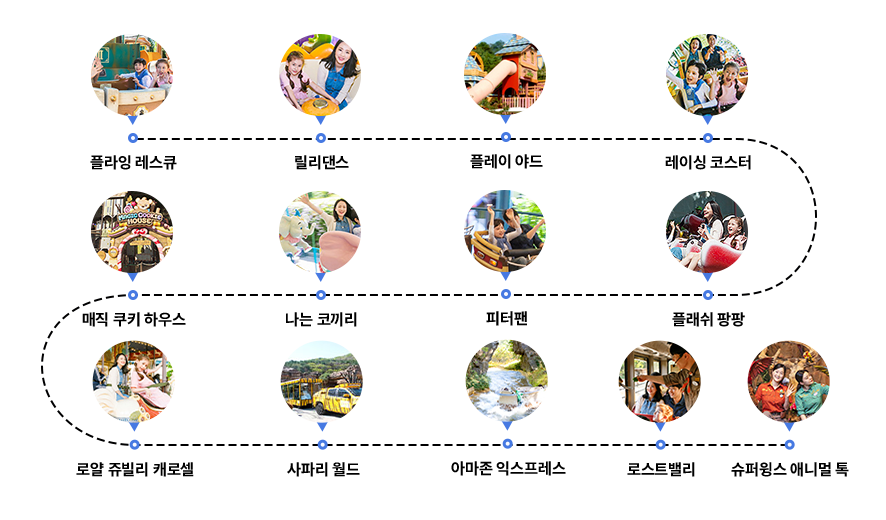 플라잉 레스큐
릴리댄스
플레이 야드
레이싱 코스터
MAGIC COOKIE
HOUSE
매직 쿠키 하우스
나는 코끼리
피터팬
플래쉬 팡팡
로얄 쥬빌리 캐로셀
사파리 월드
아마존 익스프레스
로스트밸리
슈퍼윙스 애니멀 톡